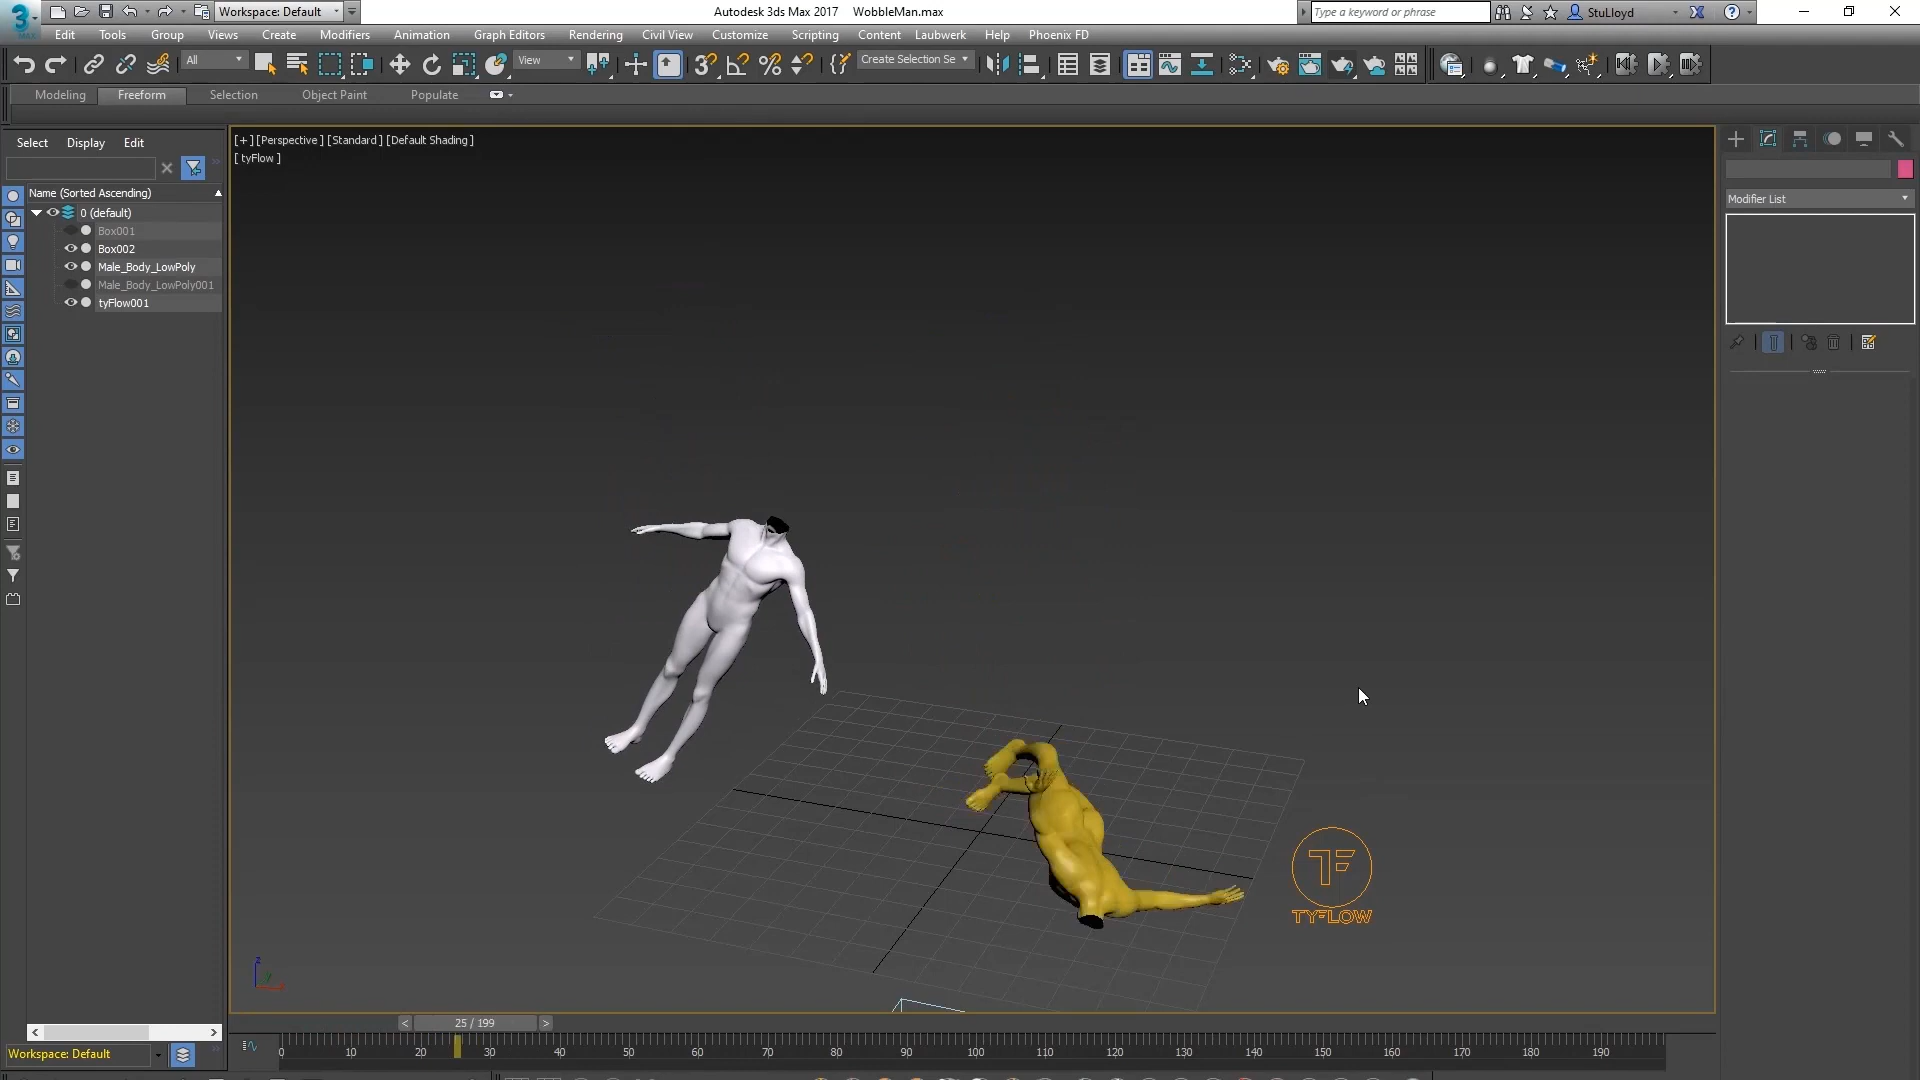 Workspace: Default
Autodesk 3ds Max 2017 WobbleMan.max
Type a keyword or phrase
StuLloyd
3
MAX
Edit Tools Group Views Create Modifiers Animation Graph Editors Rendering Civil View Customize Scripting Content Laubwerk Help Phoenix FD
All
View
3
Create Selection Se
Modeling Freeform Selection Object Paint Populate
Select Display Edit
[+] [Perspective ] [Standard ] [Default Shading ]
[ tyFlow ]
Name (Sorted Ascending)
0 (default)
Box001
Box002
Male_Body_LowPoly
Male_Body_LowPoly001
tyFlow001
Modifier List
TF
TYFLOW
z
< 25 / 199 >
0 10 20 30 40 50 60 70 80 90 100 110 120 130 140 150 160 170 180 190
Workspace: Default